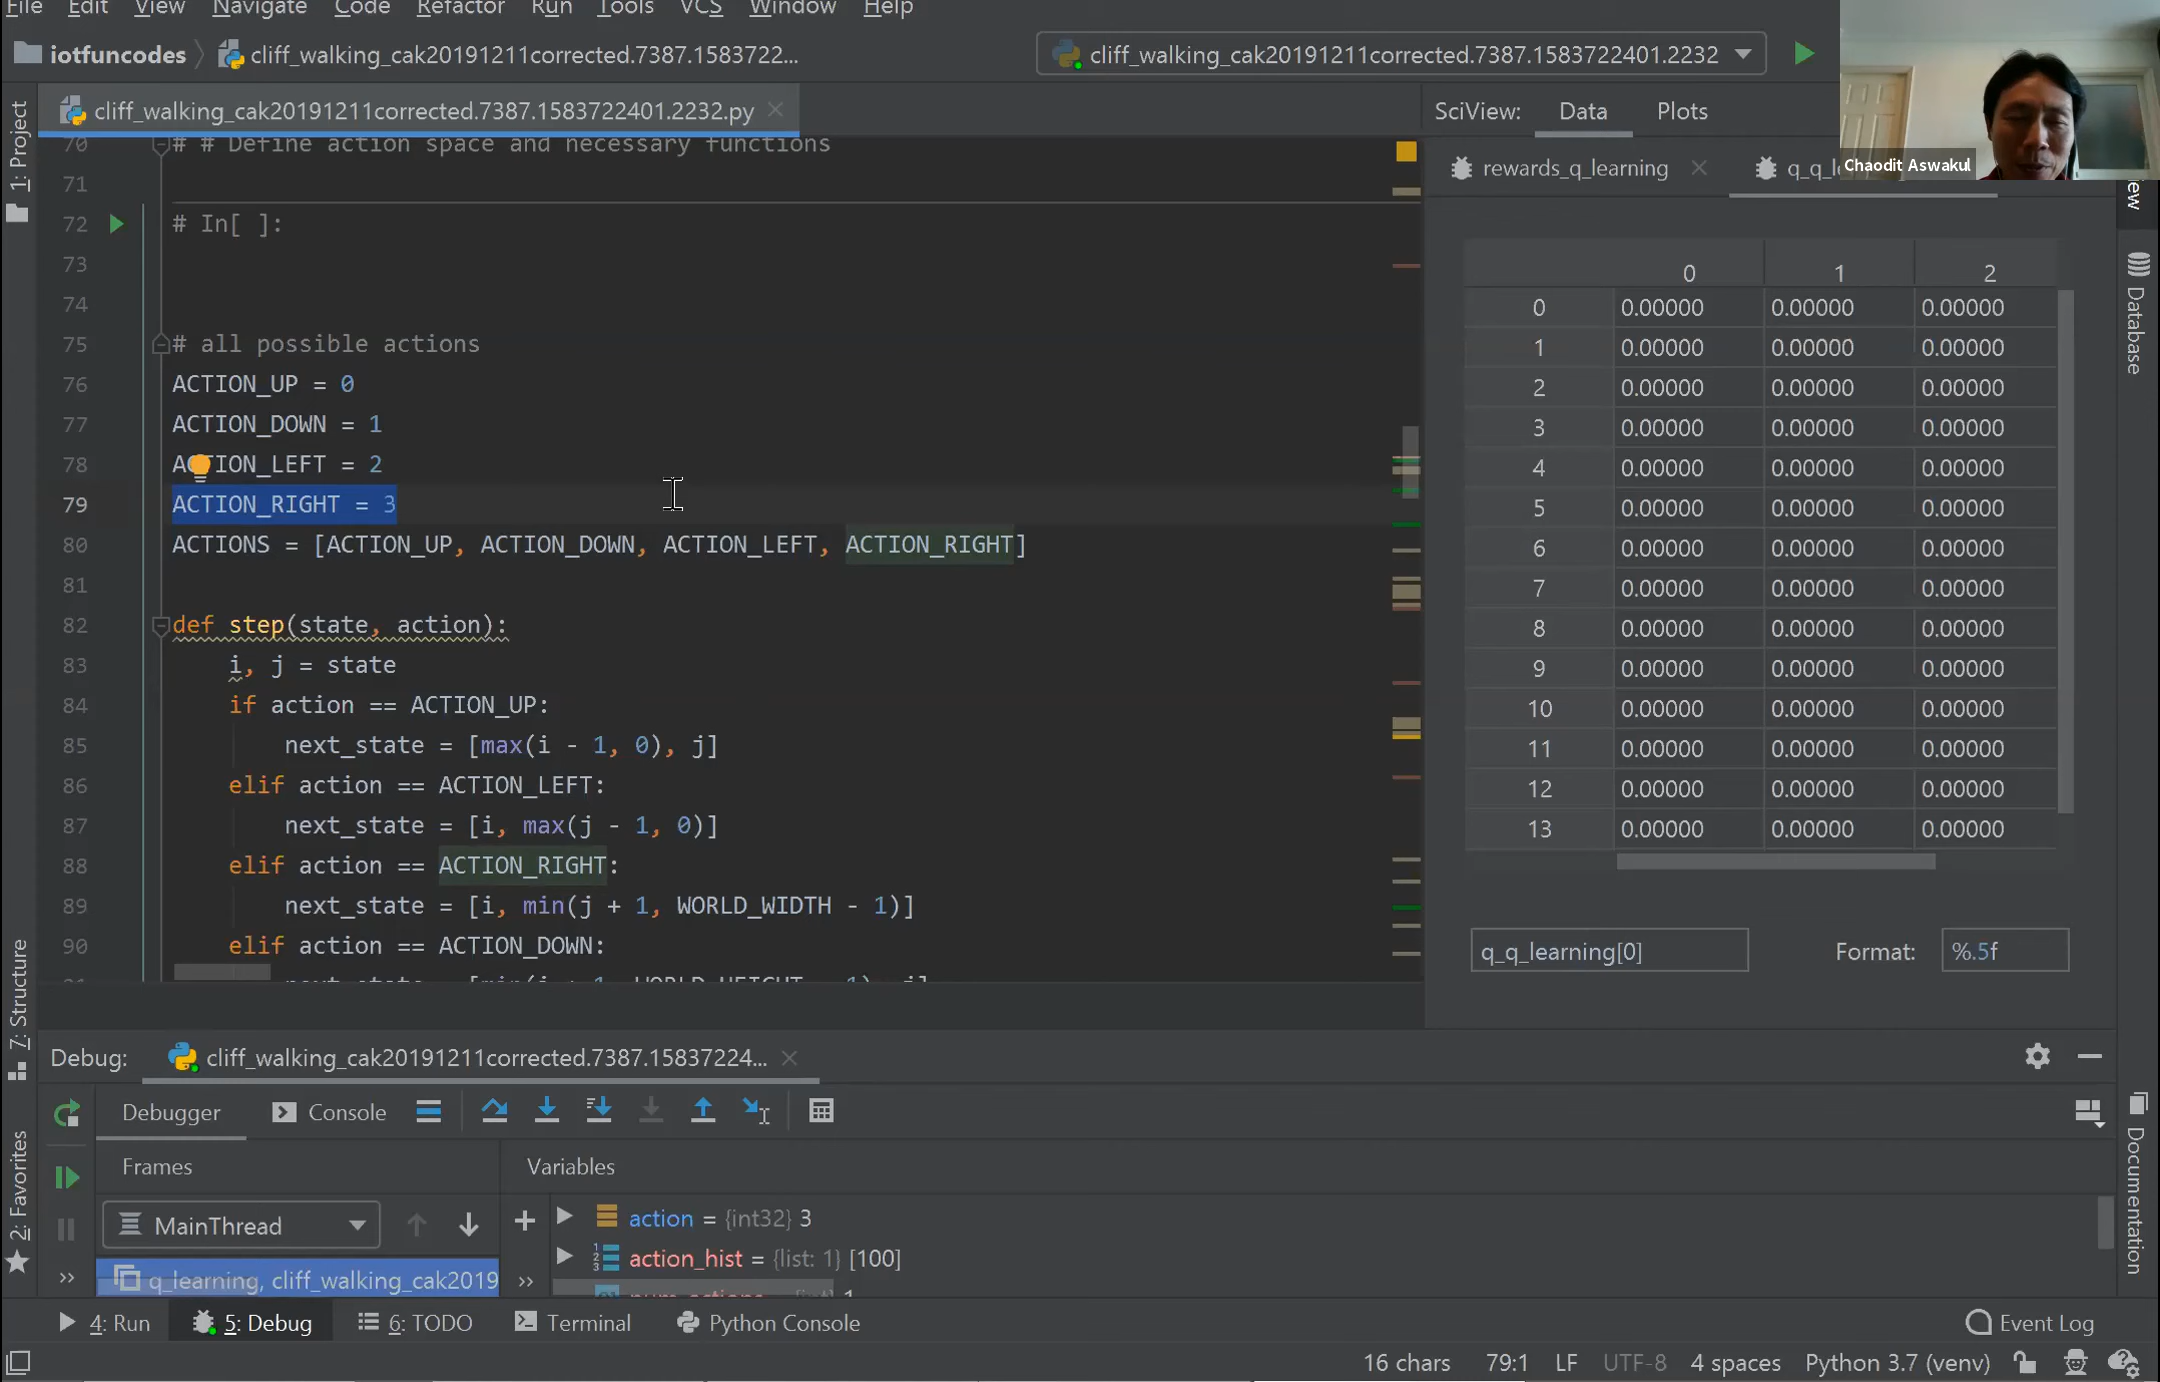 File Edit View Navigate Code Refactor Run Tools VCS Window Help
iotfuncodes cliff_walking_cak20191211corrected.7387.1583722... cliff_walking_cak20191211corrected.7387.1583722401.2232
cliff_walking_cak20191211corrected.7387.1583722401.2232.py
SciView: Data Plots
Chaodit Aswakul
rewards_q_learning
1: Project
7: Structure
2: Favorites
Database
Documentation
70 # # Define action space and necessary functions
71
72 # In[ ]:
73
74
75 # all possible actions
76 ACTION_UP = 0
77 ACTION_DOWN = 1
78 ACTION_LEFT = 2
79 ACTION_RIGHT = 3
80 ACTIONS = [ACTION_UP, ACTION_DOWN, ACTION_LEFT, ACTION_RIGHT]
81
82 def step(state, action):
83 i, j = state
84 if action == ACTION_UP:
85 next_state = [max(i - 1, 0), j]
86 elif action == ACTION_LEFT:
87 next_state = [i, max(j - 1, 0)]
88 elif action == ACTION_RIGHT:
89 next_state = [i, min(j + 1, WORLD_WIDTH - 1)]
90 elif action == ACTION_DOWN:
0 1 2
0 0.00000 0.00000 0.00000
1 0.00000 0.00000 0.00000
2 0.00000 0.00000 0.00000
3 0.00000 0.00000 0.00000
4 0.00000 0.00000 0.00000
5 0.00000 0.00000 0.00000
6 0.00000 0.00000 0.00000
7 0.00000 0.00000 0.00000
8 0.00000 0.00000 0.00000
9 0.00000 0.00000 0.00000
10 0.00000 0.00000 0.00000
11 0.00000 0.00000 0.00000
12 0.00000 0.00000 0.00000
13 0.00000 0.00000 0.00000
q_q_learning[0] Format: %.5f
Debug: cliff_walking_cak20191211corrected.7387.15837224...
Debugger Console
Frames Variables
MainThread
action = {int32} 3
action_hist = {list: 1} [100]
q_learning, cliff_walking_cak2019
4: Run 5: Debug 6: TODO Terminal Python Console Event Log
16 chars 79:1 LF UTF-8 4 spaces Python 3.7 (venv)